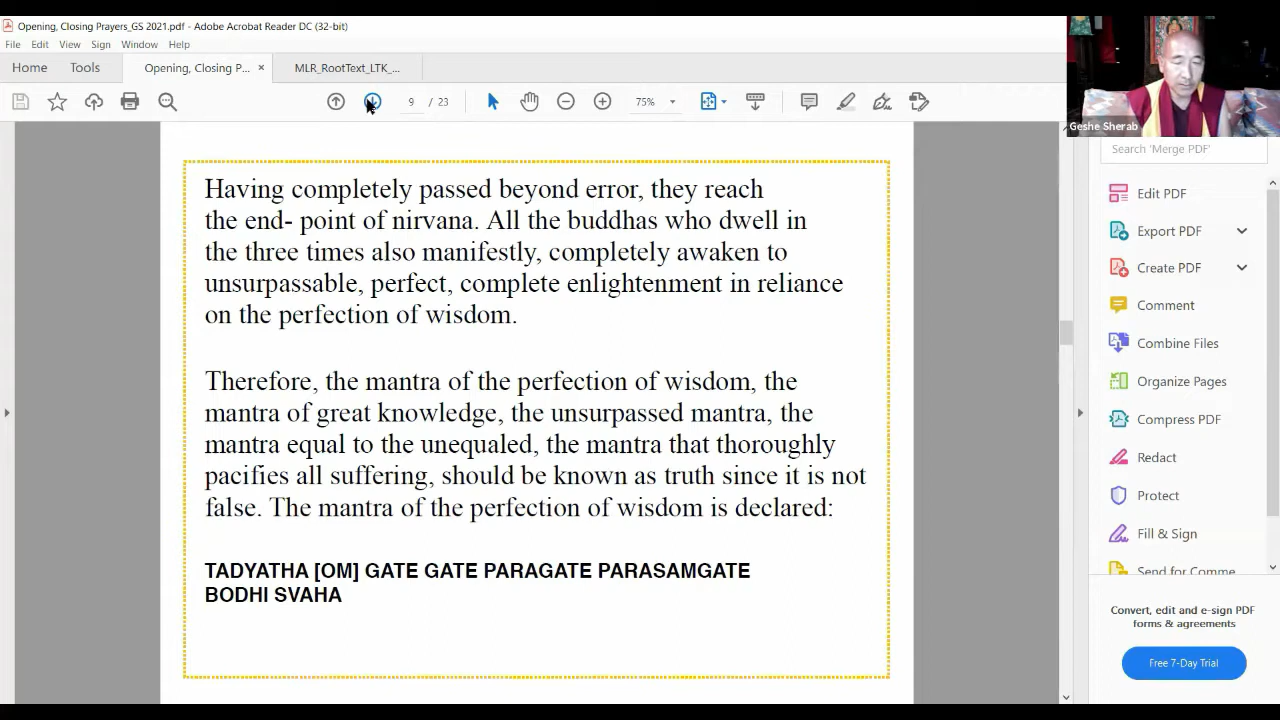 Opening, Closing Prayers_GS 2021.pdf - Adobe Acrobat Reader DC (32-bit)
File Edit View Sign Window Help
Home Tools Opening, Closing P... × MLR_RootText_LTK_...
9 / 23 75%
Geshe Sherab
Search 'Merge PDF'
Having completely passed beyond error, they reach
the end- point of nirvana. All the buddhas who dwell in
the three times also manifestly, completely awaken to
unsurpassable, perfect, complete enlightenment in reliance
on the perfection of wisdom.
Therefore, the mantra of the perfection of wisdom, the
mantra of great knowledge, the unsurpassed mantra, the
mantra equal to the unequaled, the mantra that thoroughly
pacifies all suffering, should be known as truth since it is not
false. The mantra of the perfection of wisdom is declared:
TADYATHA [OM] GATE GATE PARAGATE PARASAMGATE
BODHI SVAHA
Edit PDF
Export PDF
Create PDF
Comment
Combine Files
Organize Pages
Compress PDF
Redact
Protect
Fill & Sign
Send for Comme
Convert, edit and e-sign PDF
forms & agreements
Free 7-Day Trial